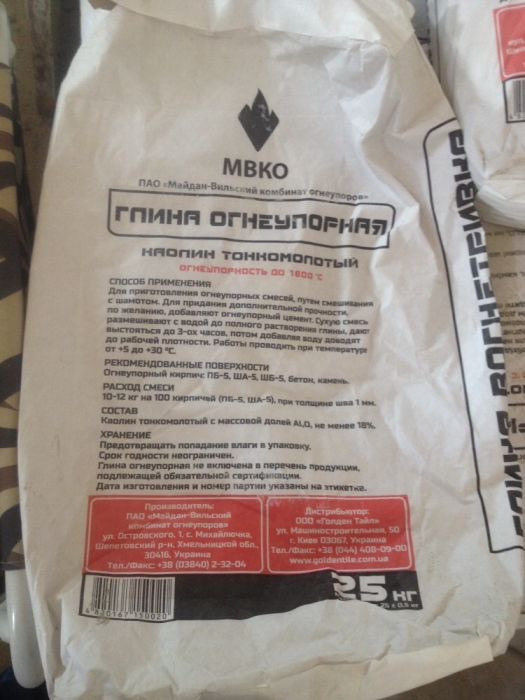 МВКО
ПАО «Майдан-Вильский комбинат огнеупоров»
ГЛИНА ОГНЕУПОРНАЯ
КАОЛИН ТОНКОМОЛОТЫЙ
ОГНЕУПОРНОСТЬ ДО 1600 °С
СПОСОБ ПРИМЕНЕНИЯ
Для приготовления огнеупорных смесей, путем смешивания
с шамотом. Для придания дополнительной прочности,
по желанию, добавляют огнеупорный цемент. Сухую смесь
размешивают с водой до полного растворения глины, дают
выстояться до 3-ох часов, потом добавляя воду доводят
до рабочей плотности. Работы проводить при температуре
от +5 до +30 °С.
РЕКОМЕНДОВАННЫЕ ПОВЕРХНОСТИ
Огнеупорный кирпич: ПБ-5, ША-5, ШБ-5, бетон, камень.
РАСХОД СМЕСИ
10-12 кг на 100 кирпичей (ПБ-5, ША-5), при толщине шва 1 мм.
СОСТАВ
Каолин тонкомолотый с массовой долей Al₂O₃ не менее 18%.
ХРАНЕНИЕ
Предотвращать попадание влаги в упаковку.
Срок годности неограничен.
Глина огнеупорная не включена в перечень продукции,
подлежащей обязательной сертификации.
Дата изготовления и номер партии указаны на этикетке.
Производитель:
ПАО «Майдан-Вильский
комбинат огнеупоров»
ул. Островского, 1, с. Михайлючка,
Шепетовский р-н, Хмельницкой обл.,
30416, Украина
Тел./Факс: +38 (03840) 2-32-04
Дистрибьютор:
ООО «Голден Тайл»
ул. Машиностроительная, 50
г. Киев 03067, Украина
Тел./Факс: +38 (044) 408-09-00
www.goldentile.com.ua
4 820167 150020
25 кг
25 ± 0,5 кг
ВОГНЕТРИВКА